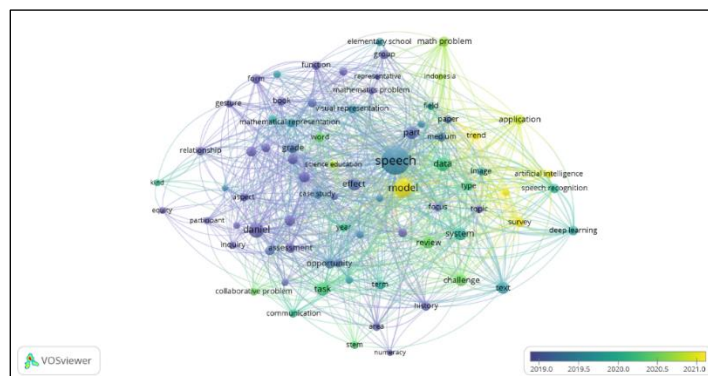 elementary school
math problem
group
function
representative
indonesia
form
mathematics problem
book
visual representation
gesture
field
application
mathematical representation
paper
part
medium
trend
word
relationship
grade
speech
science education
data
image
artificial intelligence
kind
effect
model
type
speech recognition
aspect
case study
equity
focus
topic
survey
participant
year
daniel
system
deep learning
inquiry
assessment
review
opportunity
challenge
collaborative problem
task
term
text
communication
history
area
stem
numeracy
VOSviewer
2019.0 2019.5 2020.0 2020.5 2021.0